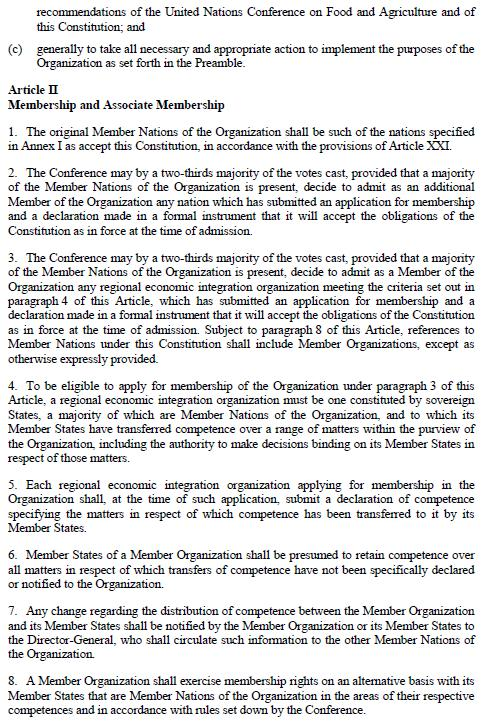 recommendations of the United Nations Conference on Food and Agriculture and of
this Constitution; and
(c) generally to take all necessary and appropriate action to implement the purposes of the
Organization as set forth in the Preamble.
Article II
Membership and Associate Membership
1. The original Member Nations of the Organization shall be such of the nations specified
in Annex I as accept this Constitution, in accordance with the provisions of Article XXI.
2. The Conference may by a two-thirds majority of the votes cast, provided that a majority
of the Member Nations of the Organization is present, decide to admit as an additional
Member of the Organization any nation which has submitted an application for membership
and a declaration made in a formal instrument that it will accept the obligations of the
Constitution as in force at the time of admission.
3. The Conference may by a two-thirds majority of the votes cast, provided that a majority
of the Member Nations of the Organization is present, decide to admit as a Member of the
Organization any regional economic integration organization meeting the criteria set out in
paragraph 4 of this Article, which has submitted an application for membership and a
declaration made in a formal instrument that it will accept the obligations of the Constitution
as in force at the time of admission. Subject to paragraph 8 of this Article, references to
Member Nations under this Constitution shall include Member Organizations, except as
otherwise expressly provided.
4. To be eligible to apply for membership of the Organization under paragraph 3 of this
Article, a regional economic integration organization must be one constituted by sovereign
States, a majority of which are Member Nations of the Organization, and to which its
Member States have transferred competence over a range of matters within the purview of
the Organization, including the authority to make decisions binding on its Member States in
respect of those matters.
5. Each regional economic integration organization applying for membership in the
Organization shall, at the time of such application, submit a declaration of competence
specifying the matters in respect of which competence has been transferred to it by its
Member States.
6. Member States of a Member Organization shall be presumed to retain competence over
all matters in respect of which transfers of competence have not been specifically declared
or notified to the Organization.
7. Any change regarding the distribution of competence between the Member Organization
and its Member States shall be notified by the Member Organization or its Member States to
the Director-General, who shall circulate such information to the other Member Nations of
the Organization.
8. A Member Organization shall exercise membership rights on an alternative basis with its
Member States that are Member Nations of the Organization in the areas of their respective
competences and in accordance with rules set down by the Conference.